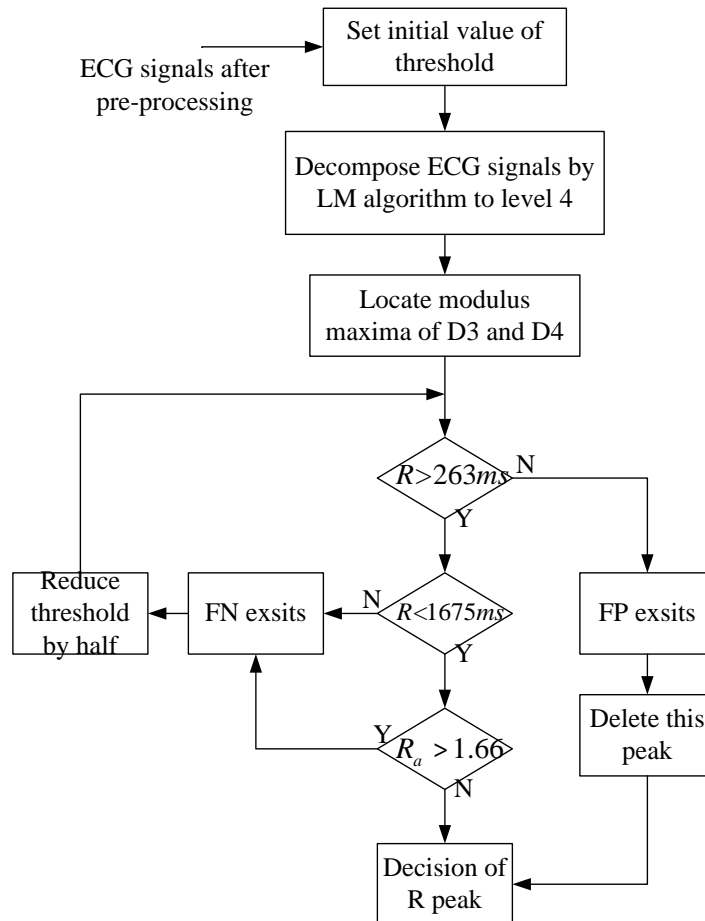 Set initial value of
threshold
ECG signals after
pre-processing
Decompose ECG signals by
LM algorithm to level 4
Locate modulus
maxima of D3 and D4
R>263ms
N
Y
Reduce
threshold
by half
FN exsits
N
R<1675ms
Y
FP exsits
Y
Rₐ >1.66
N
Delete this
peak
Decision of
R peak